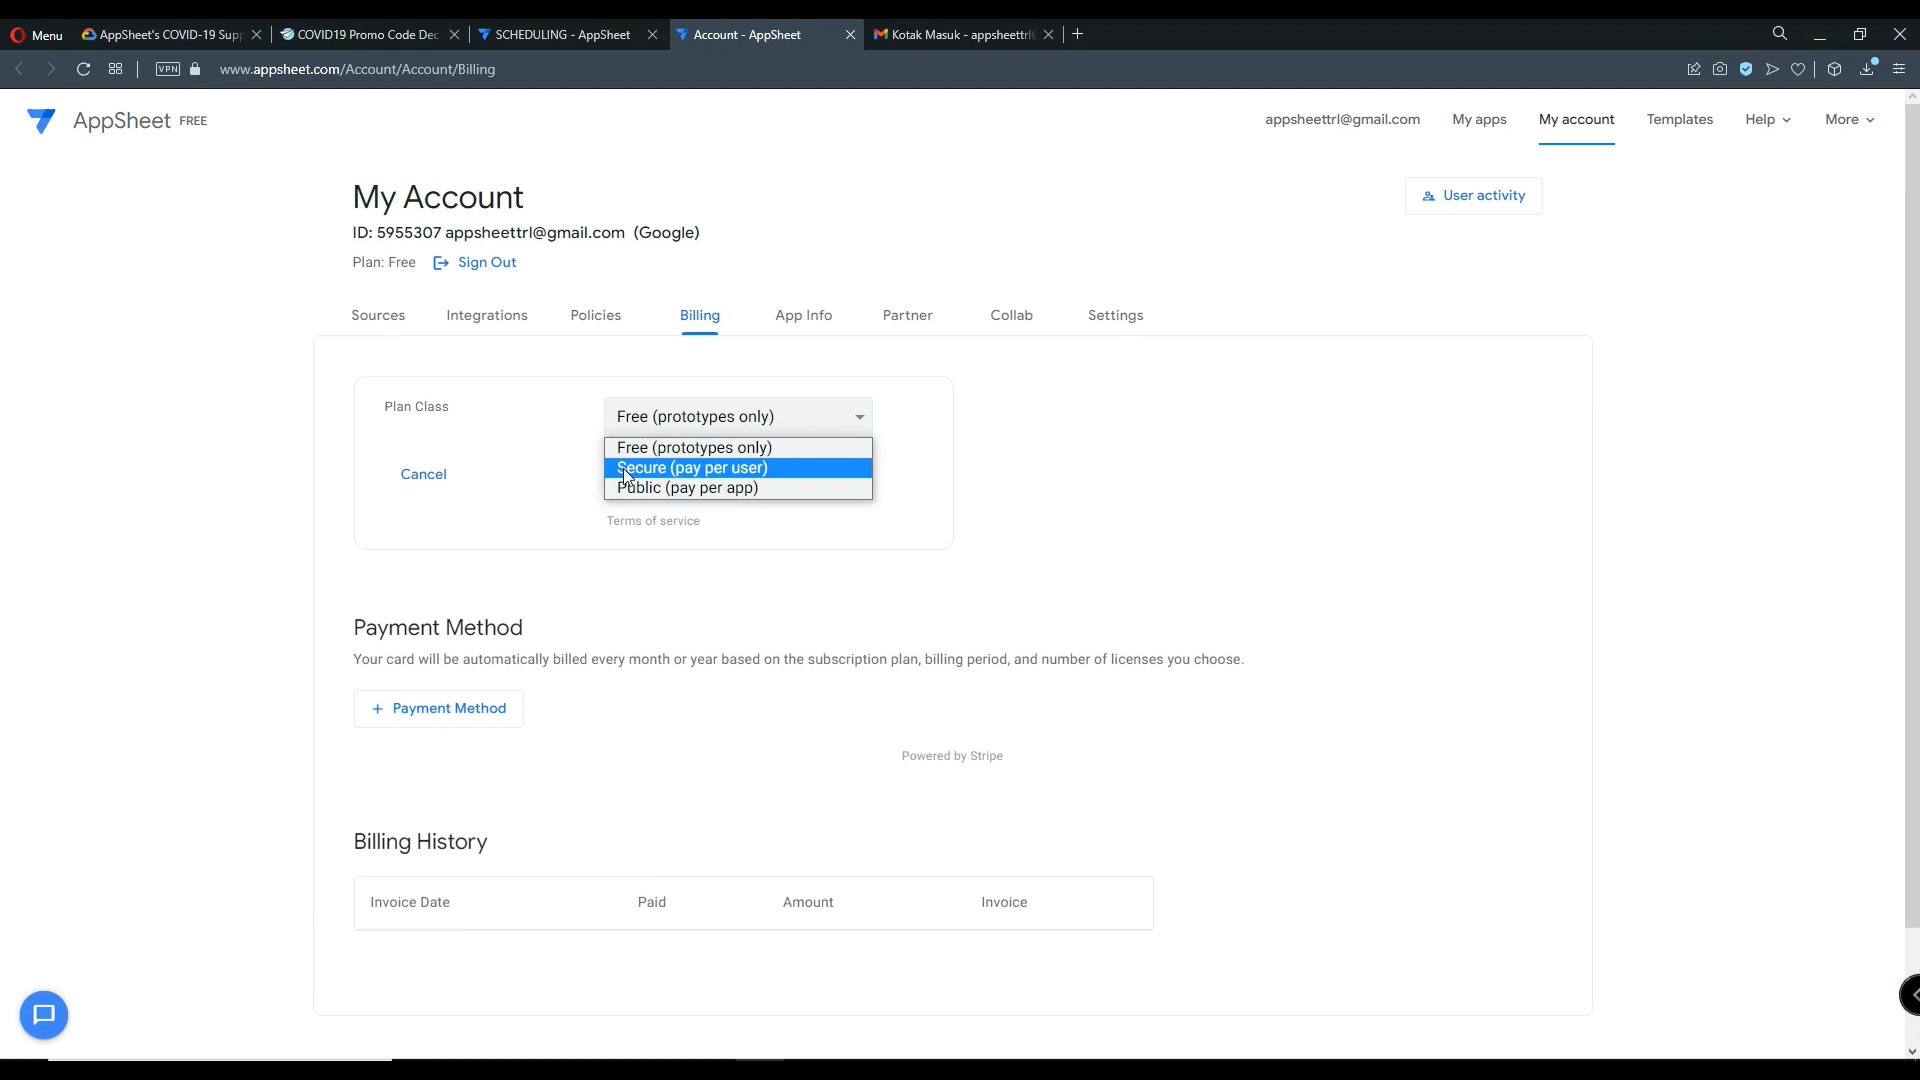 Menu
AppSheet's COVID-19 Sup
COVID19 Promo Code Dec
SCHEDULING - AppSheet
Account - AppSheet
Kotak Masuk - appsheettrl
VPN
www.appsheet.com/Account/Account/Billing
AppSheet FREE
appsheettrl@gmail.com
My apps
My account
Templates
Help
More
My Account
User activity
ID: 5955307 appsheettrl@gmail.com (Google)
Plan: Free
Sign Out
Sources
Integrations
Policies
Billing
App Info
Partner
Collab
Settings
Plan Class
Free (prototypes only)
Free (prototypes only)
Secure (pay per user)
Public (pay per app)
Cancel
Terms of service
Payment Method
Your card will be automatically billed every month or year based on the subscription plan, billing period, and number of licenses you choose.
+ Payment Method
Powered by Stripe
Billing History
Invoice Date
Paid
Amount
Invoice